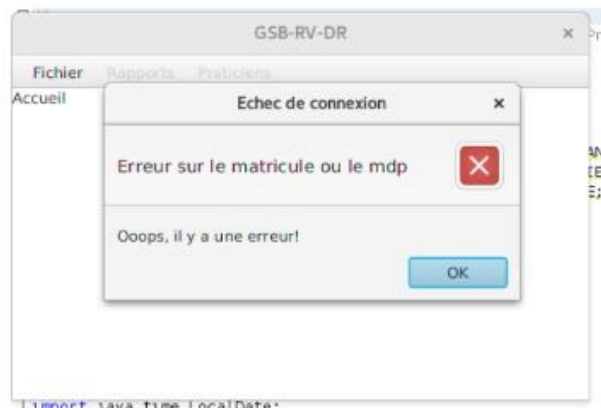 GSB-RV-DR
Fichier Rapports Praticiens
Accueil
Echec de connexion
Erreur sur le matricule ou le mdp
Ooops, il y a une erreur!
OK
import java.time.LocalDate;